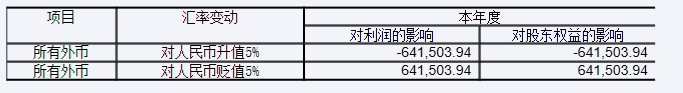 项目 汇率变动 本年度
对利润的影响 对股东权益的影响
所有外币 对人民币升值5% -641,503.94 -641,503.94
所有外币 对人民币贬值5% 641,503.94 641,503.94